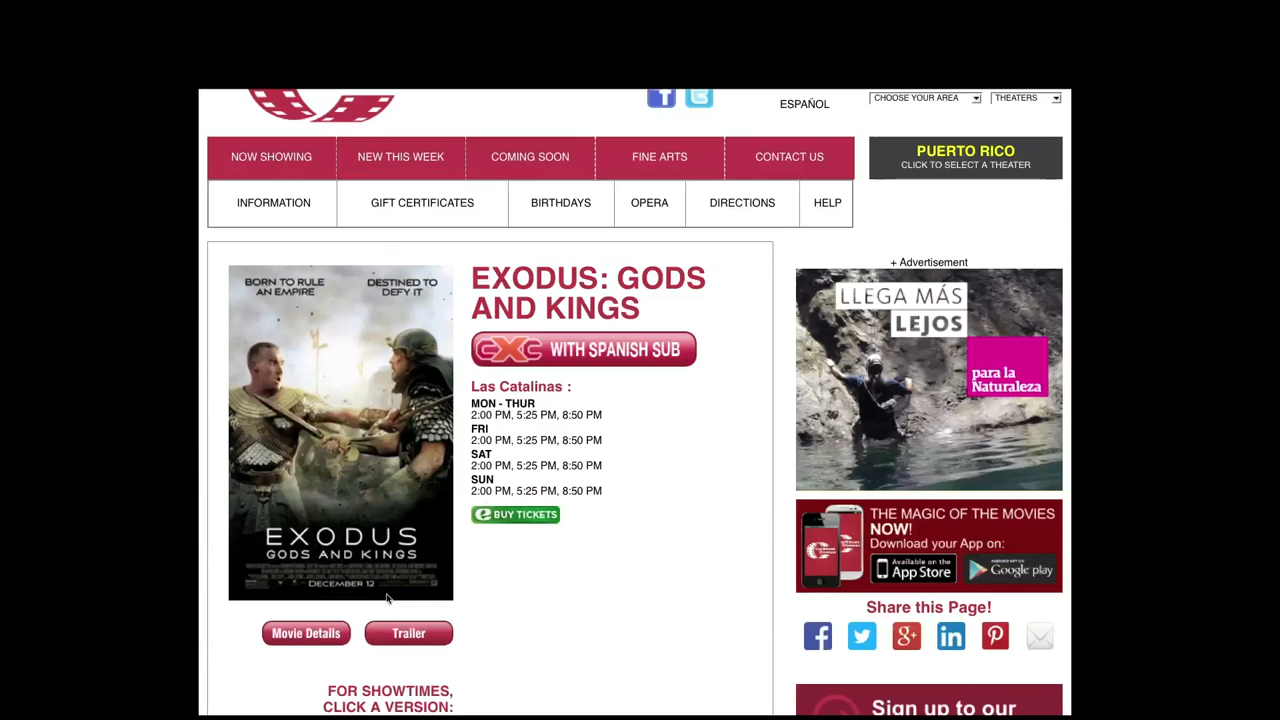 ESPAÑOL
CHOOSE YOUR AREA
THEATERS
NOW SHOWING
NEW THIS WEEK
COMING SOON
FINE ARTS
CONTACT US
PUERTO RICO
CLICK TO SELECT A THEATER
INFORMATION
GIFT CERTIFICATES
BIRTHDAYS
OPERA
DIRECTIONS
HELP
BORN TO RULE
AN EMPIRE
DESTINED TO
DEFY IT
EXODUS
GODS AND KINGS
DECEMBER 12
Movie Details
Trailer
FOR SHOWTIMES,
CLICK A VERSION:
EXODUS: GODS
AND KINGS
CXC WITH SPANISH SUB
Las Catalinas :
MON - THUR
2:00 PM, 5:25 PM, 8:50 PM
FRI
2:00 PM, 5:25 PM, 8:50 PM
SAT
2:00 PM, 5:25 PM, 8:50 PM
SUN
2:00 PM, 5:25 PM, 8:50 PM
e BUY TICKETS
+ Advertisement
LLEGA MÁS
LEJOS
para la
Naturaleza
THE MAGIC OF THE MOVIES
NOW!
Download your App on:
Available on the
App Store
Google play
Share this Page!
Sign up to our